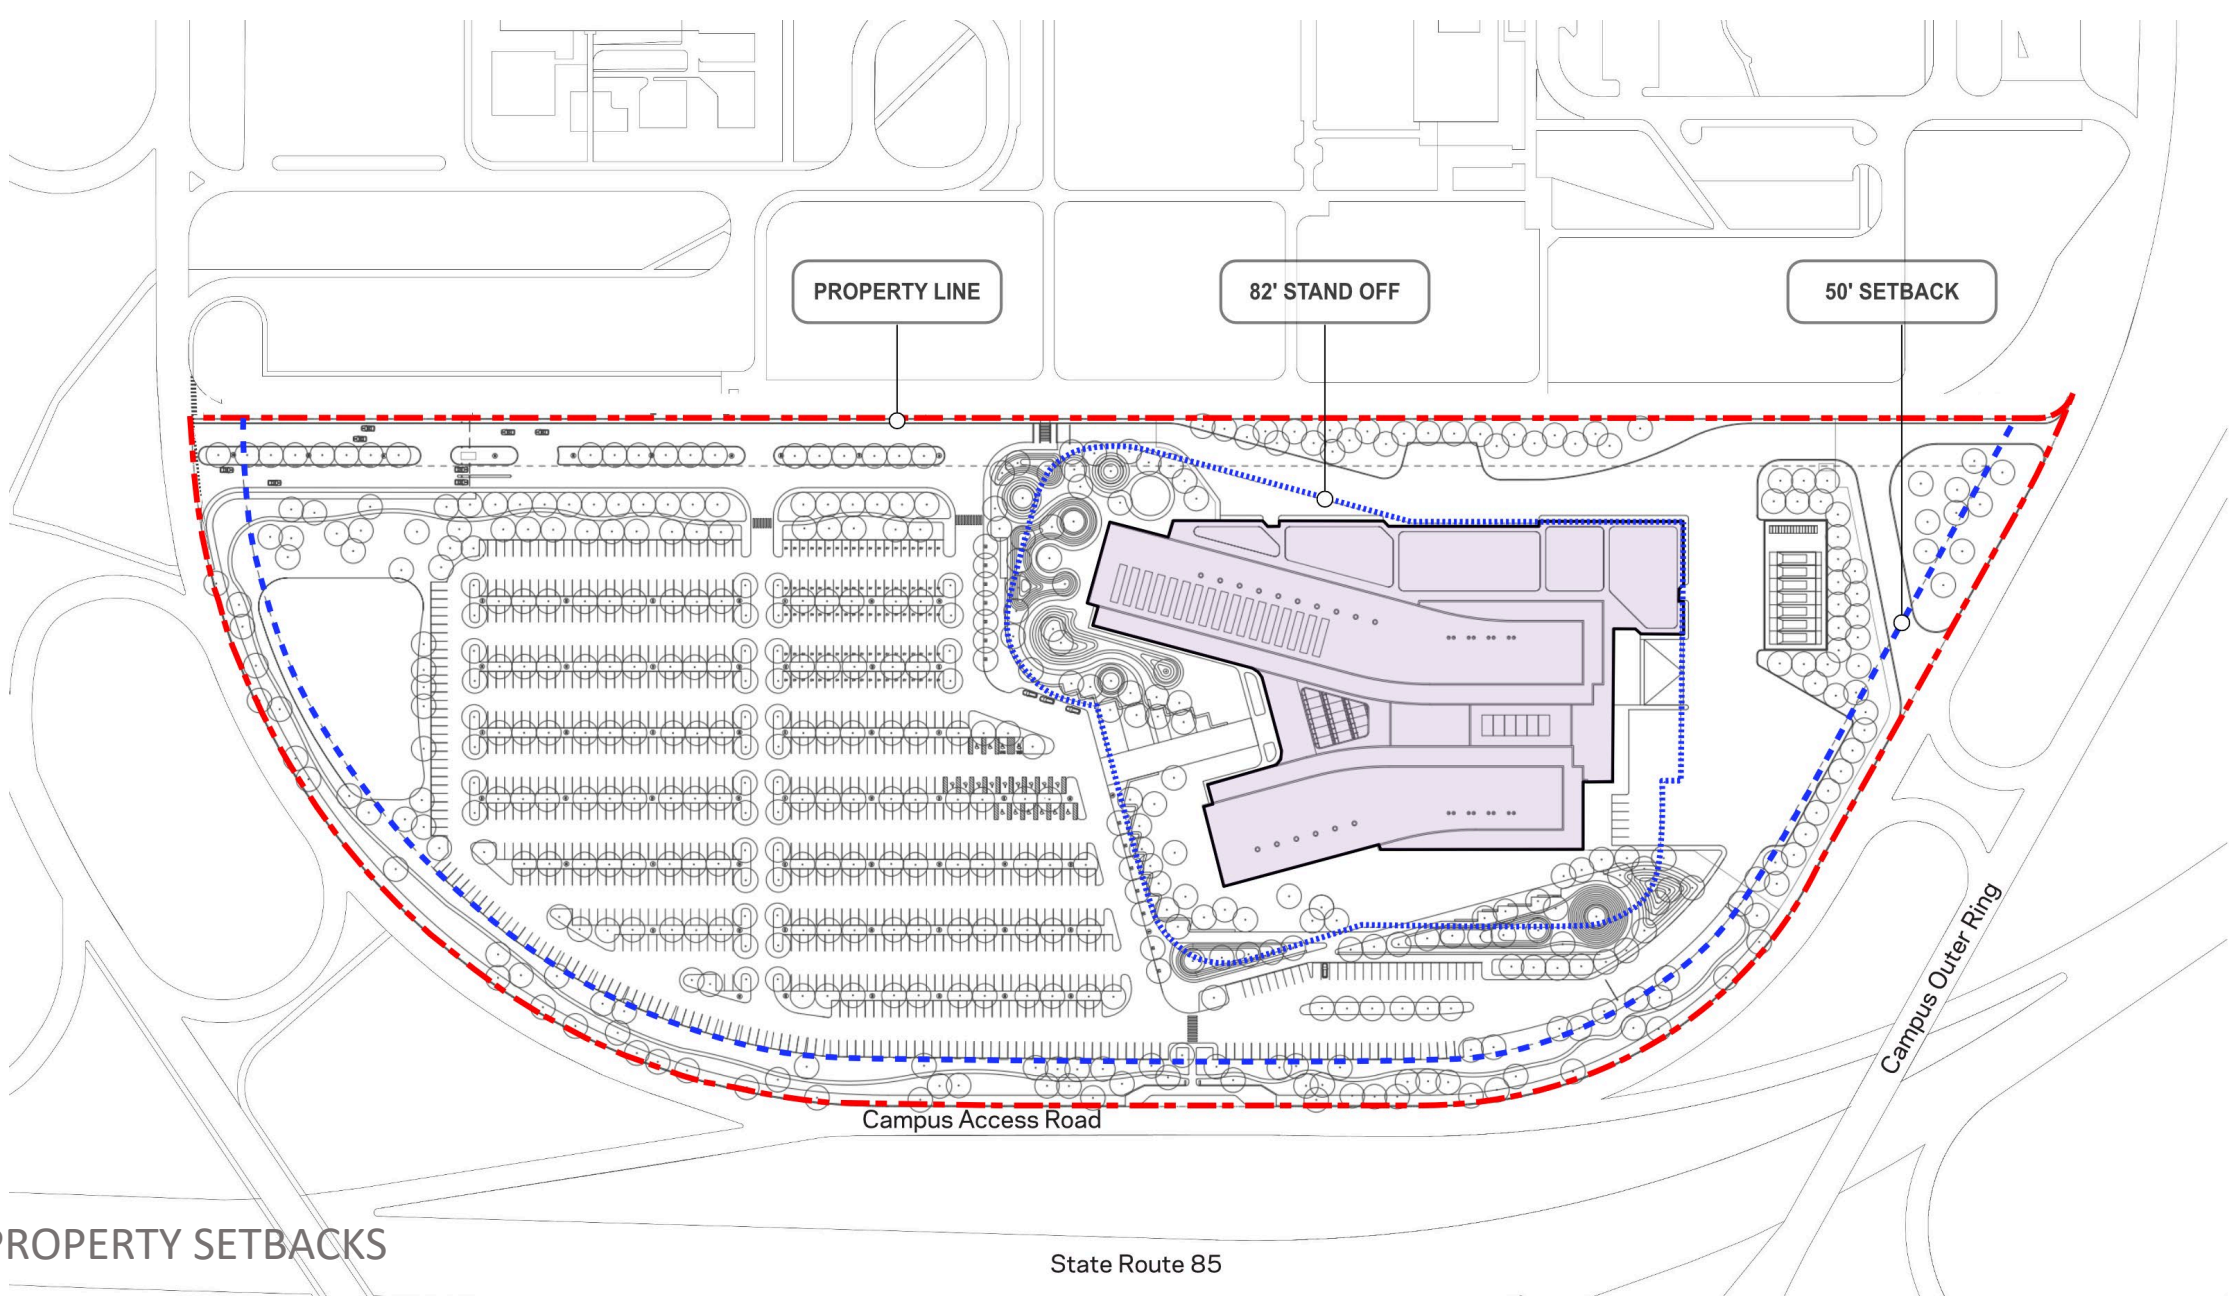 PROPERTY LINE
82' STAND OFF
50' SETBACK
Campus Outer Ring
Campus Access Road
PROPERTY SETBACKS
State Route 85